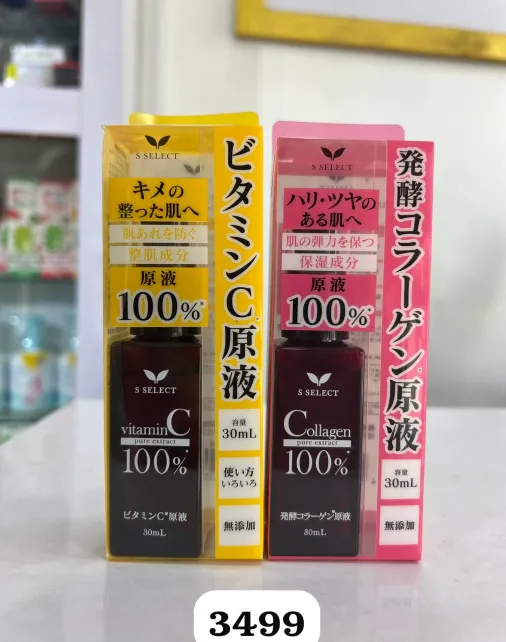 S SELECT
キメの
整った肌へ
肌あれを防ぐ
整肌成分
原液
100%*
ビタミンC*原液
容量
30mL
使い方
いろいろ
無添加
S SELECT
vitamin C
pure extract
100%*
ビタミンC*原液
30mL
S SELECT
ハリ・ツヤの
ある肌へ
肌の弾力を保つ
保湿成分
原液
100%*
発酵コラーゲン*原液
容量
30mL
無添加
S SELECT
Collagen
pure extract
100%*
発酵コラーゲン*原液
30mL
3499